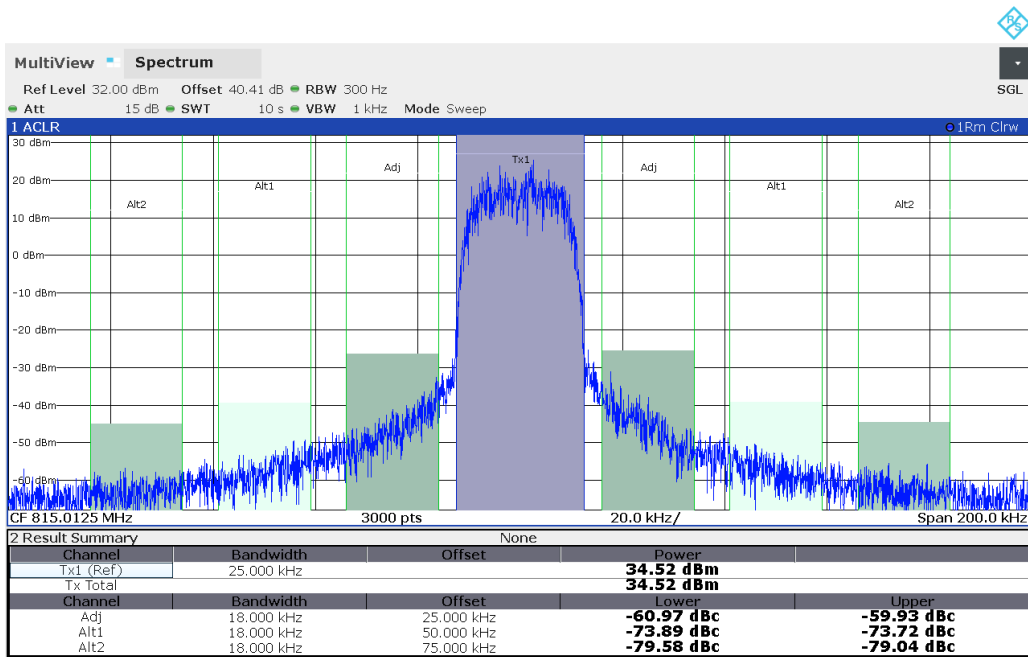 R S
MultiView Spectrum
Ref Level 32.00 dBm Offset 40.41 dB RBW 300 Hz SGL
Att 15 dB SWT 10 s VBW 1 kHz Mode Sweep
1 ACLR 1Rm Clrw
30 dBm
Tx1
Adj Adj
20 dBm
Alt1 Alt1
Alt2 Alt2
10 dBm
0 dBm
-10 dBm
-20 dBm
-30 dBm
-40 dBm
-50 dBm
-60 dBm
CF 815.0125 MHz 3000 pts 20.0 kHz/ Span 200.0 kHz
2 Result Summary None
Channel Bandwidth Offset Power
Tx1 (Ref) 25.000 kHz 34.52 dBm
Tx Total 34.52 dBm
Channel Bandwidth Offset Lower Upper
Adj 18.000 kHz 25.000 kHz -60.97 dBc -59.93 dBc
Alt1 18.000 kHz 50.000 kHz -73.89 dBc -73.72 dBc
Alt2 18.000 kHz 75.000 kHz -79.58 dBc -79.04 dBc